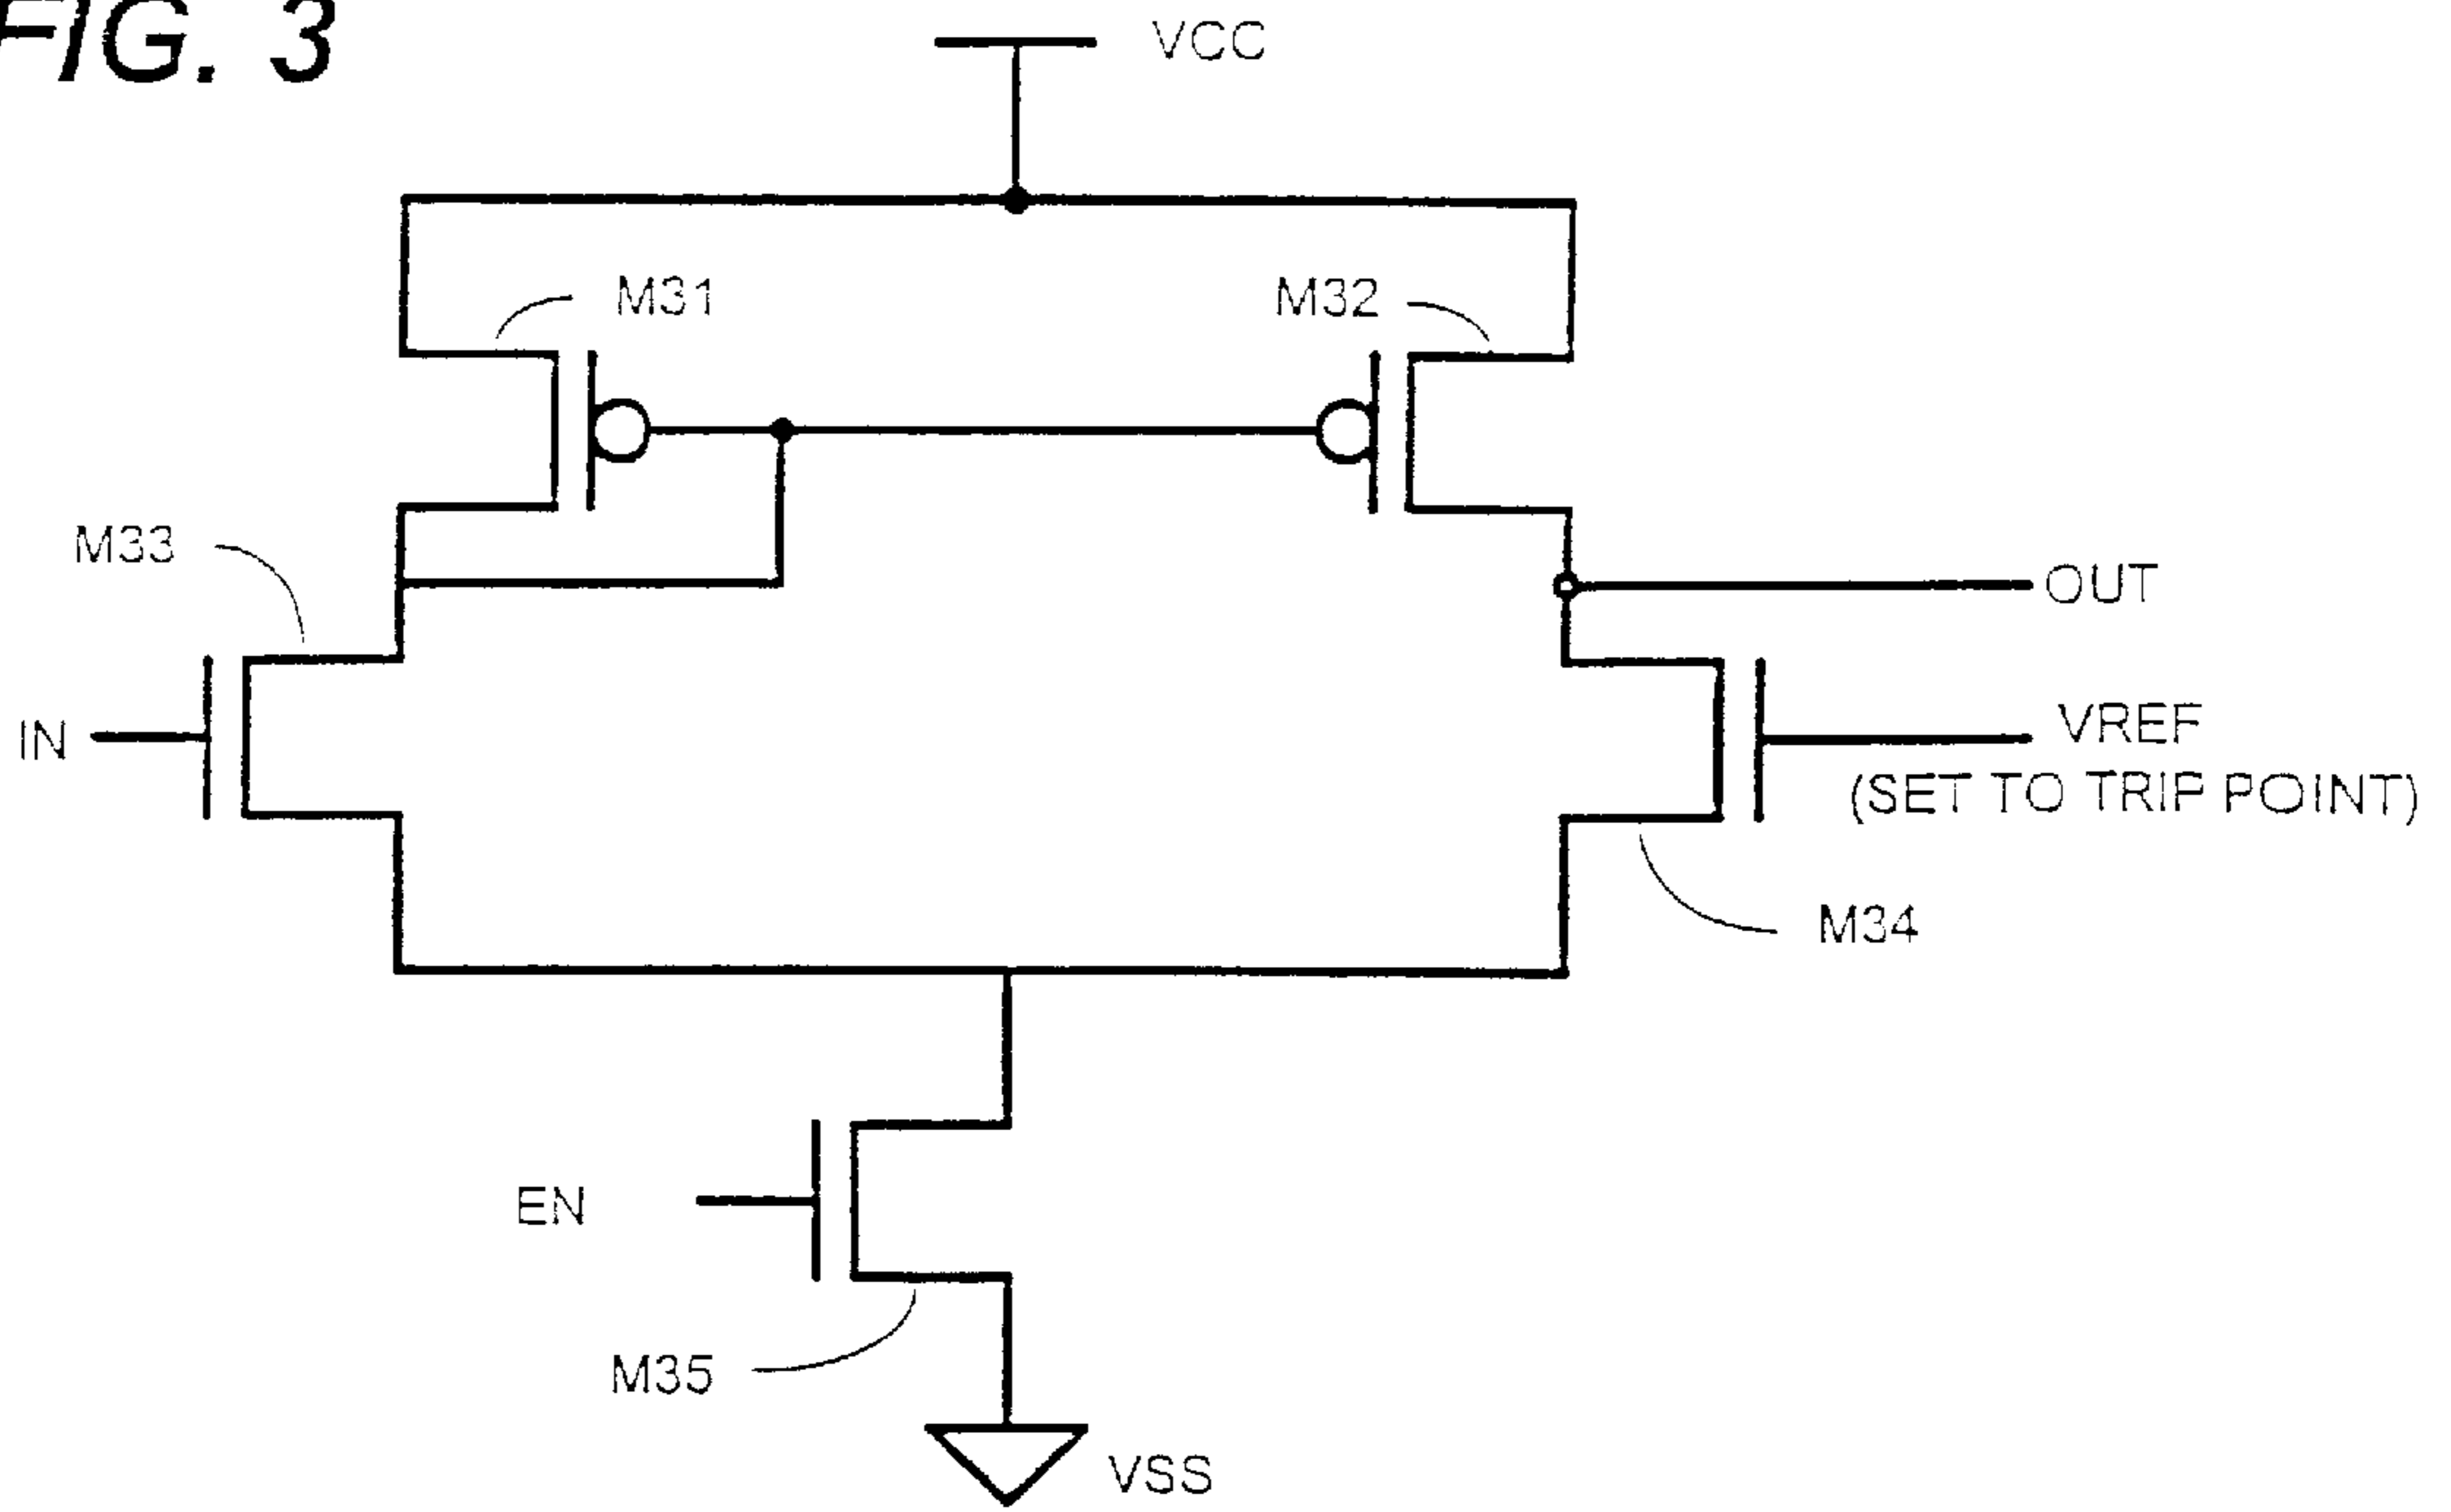 FIG. 3
VCC
M31
M32
M33
OUT
IN
VREF
(SET TO TRIP POINT)
M34
EN
M35
VSS